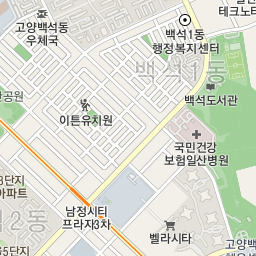 고양백석동
우체국
백석1동
행정복지센터
테크노
백석1동
백석도서관
공원
이튼유치원
국민건강
보험일산병원
3단지
아파트
2동
6단지
남정시티
프라자3차
벨라시타
고양백석